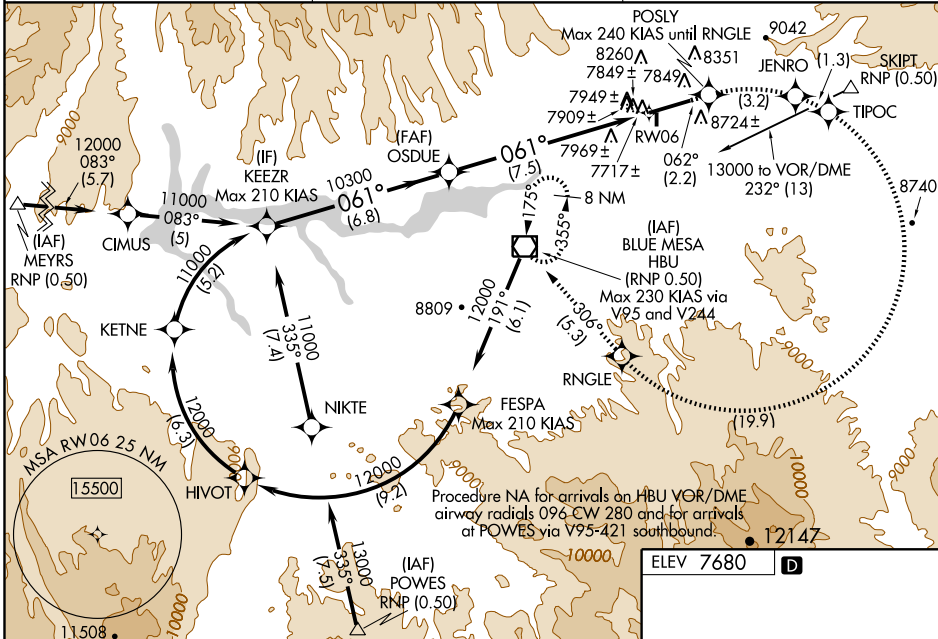 POSLY
Max 240 KIAS until RNGLE
9042
8260
8351
7849±
7849
JENRO
(1.3)
SKIPT
RNP (0.50)
7949±
7909±
(3.2)
TIPOC
RW06
8724±
7969±
7717±
062°
(2.2)
13000 to VOR/DME
232° (13)
9000
12000
083°
(5.7)
(FAF)
OSDUE
061°
(7.5)
(IF)
KEEZR
Max 210 KIAS
10300
061°
(6.8)
11000
083°
(5)
CIMUS
(IAF)
MEYRS
RNP (0.50)
175°
355°
8 NM
8740
(IAF)
BLUE MESA
HBU
(RNP 0.50)
Max 230 KIAS via
V95 and V244
11000
(5.2)
KETNE
8809
12000
191°
(6.1)
306°
(5.3)
11000
335°
(7.4)
9000
RNGLE
NIKTE
FESPA
Max 210 KIAS
(19.9)
12000
(6.3)
9000
HIVOT
12000
(9.2)
9000
10000
MSA RW06 25 NM
15500
Procedure NA for arrivals on HBU VOR/DME
airway radials 096 CW 280 and for arrivals
at POWES via V95-421 southbound.
12147
10000
13000
335°
(7.5)
(IAF)
POWES
RNP (0.50)
10000
11508
ELEV 7680
D